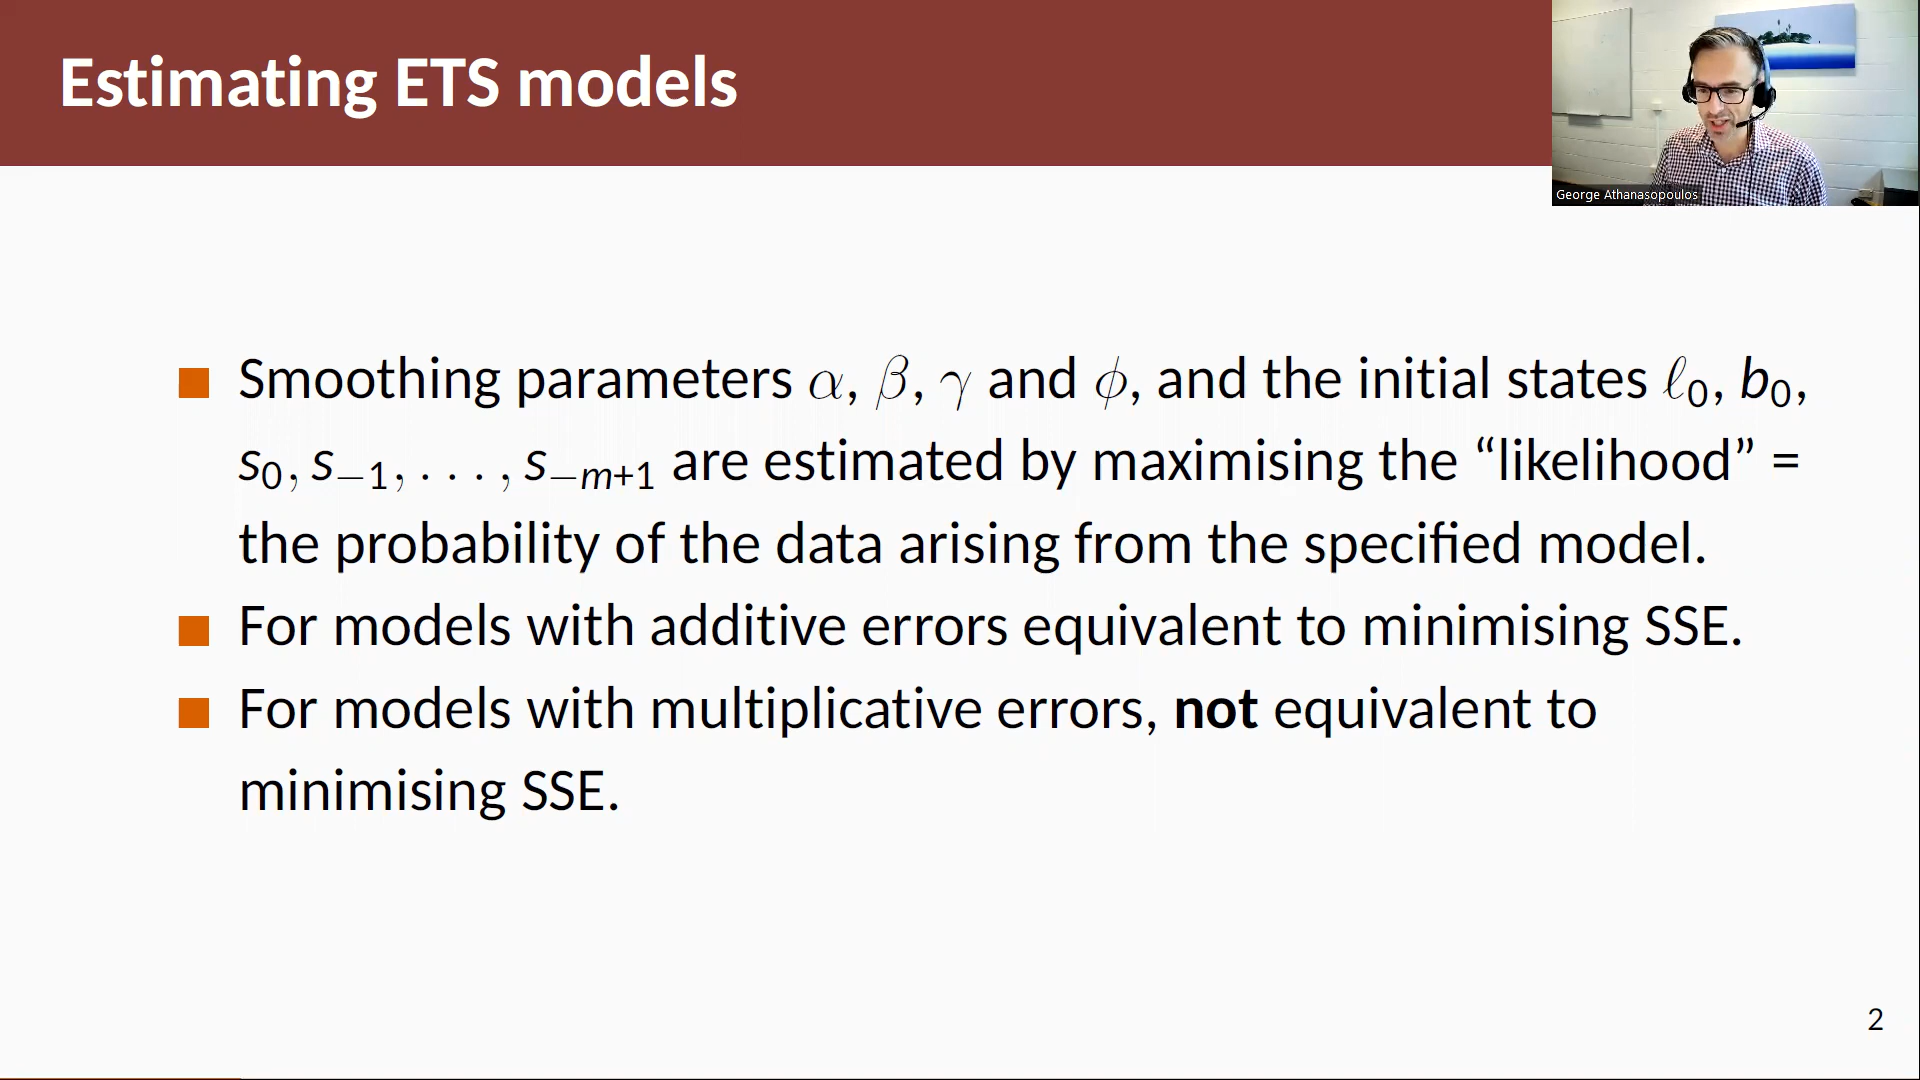 Estimating ETS models
George Athanasopoulos
■ Smoothing parameters α, β, γ and ϕ, and the initial states ℓ₀, b₀,
s₀, s₋₁, . . . , s₋ₘ₊₁ are estimated by maximising the “likelihood” =
the probability of the data arising from the specified model.
■ For models with additive errors equivalent to minimising SSE.
■ For models with multiplicative errors, not equivalent to
minimising SSE.
2